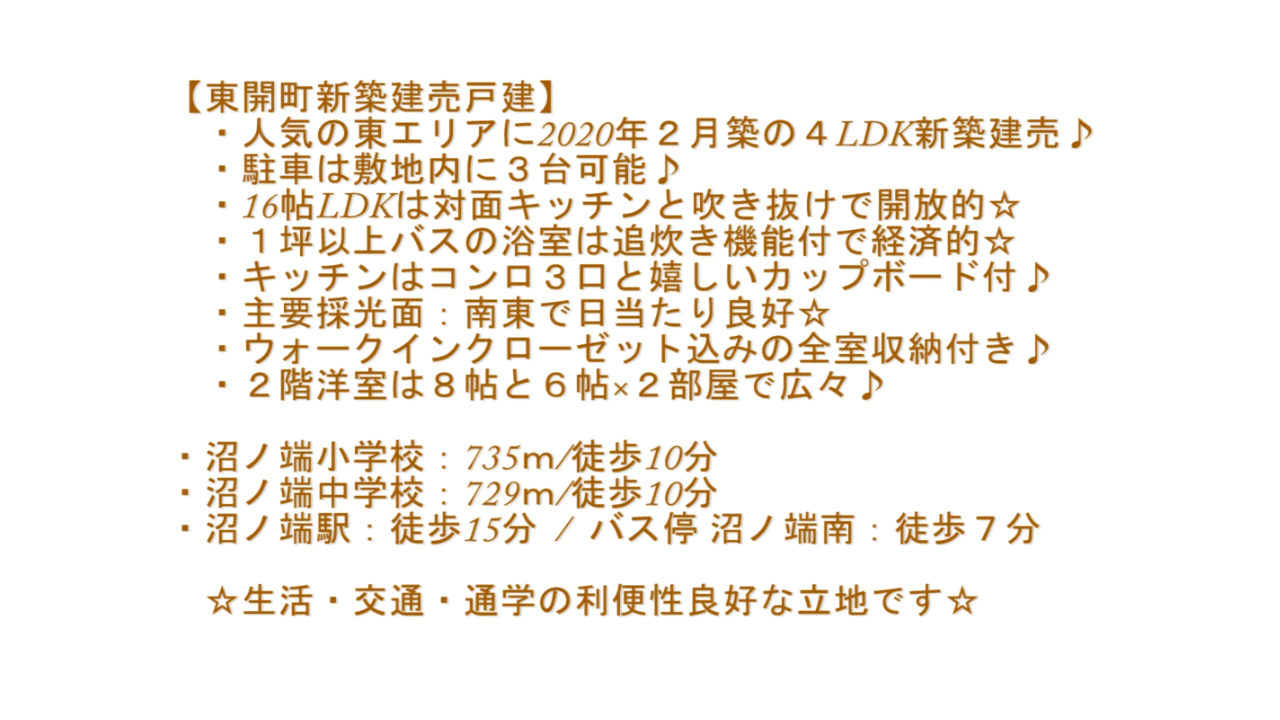 【東開町新築建売戸建】
・人気の東エリアに2020年２月築の４LDK新築建売♪
・駐車は敷地内に３台可能♪
・16帖LDKは対面キッチンと吹き抜けで開放的☆
・１坪以上バスの浴室は追炊き機能付で経済的☆
・キッチンはコンロ３口と嬉しいカップボード付♪
・主要採光面：南東で日当たり良好☆
・ウォークインクローゼット込みの全室収納付き♪
・２階洋室は８帖と６帖×２部屋で広々♪
・沼ノ端小学校：735ｍ/徒歩10分
・沼ノ端中学校：729ｍ/徒歩10分
・沼ノ端駅：徒歩15分 / バス停 沼ノ端南：徒歩７分
☆生活・交通・通学の利便性良好な立地です☆